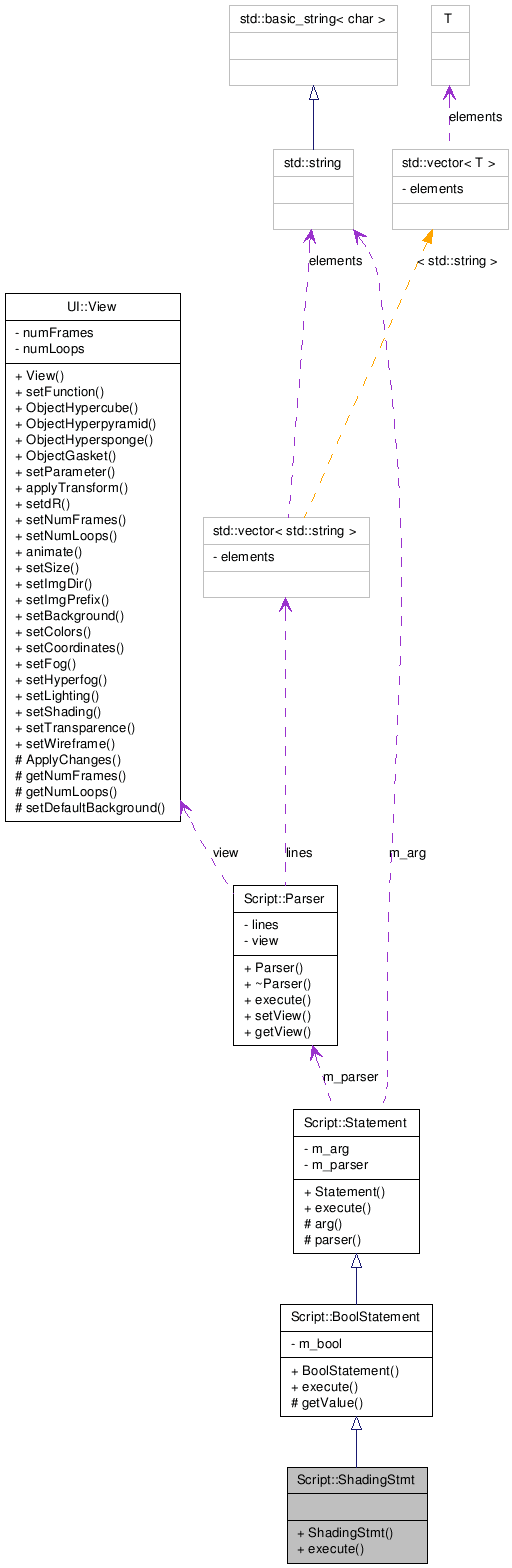 std::basic_string< char >
T
elements
std::string
std::vector< T >
- elements
elements
< std::string >
UI::View
- numFrames
- numLoops
+ View()
+ setFunction()
+ ObjectHypercube()
+ ObjectHyperpyramid()
+ ObjectHypersponge()
+ ObjectGasket()
+ setParameter()
+ applyTransform()
+ setdR()
+ setNumFrames()
+ setNumLoops()
+ animate()
+ setSize()
+ setImgDir()
+ setImgPrefix()
+ setBackground()
+ setColors()
+ setCoordinates()
+ setFog()
+ setHyperfog()
+ setLighting()
+ setShading()
+ setTransparence()
+ setWireframe()
# ApplyChanges()
# getNumFrames()
# getNumLoops()
# setDefaultBackground()
std::vector< std::string >
- elements
view
lines
m_arg
Script::Parser
- lines
- view
+ Parser()
+ ~Parser()
+ execute()
+ setView()
+ getView()
m_parser
Script::Statement
- m_arg
- m_parser
+ Statement()
+ execute()
# arg()
# parser()
Script::BoolStatement
- m_bool
+ BoolStatement()
+ execute()
# getValue()
Script::ShadingStmt
+ ShadingStmt()
+ execute()